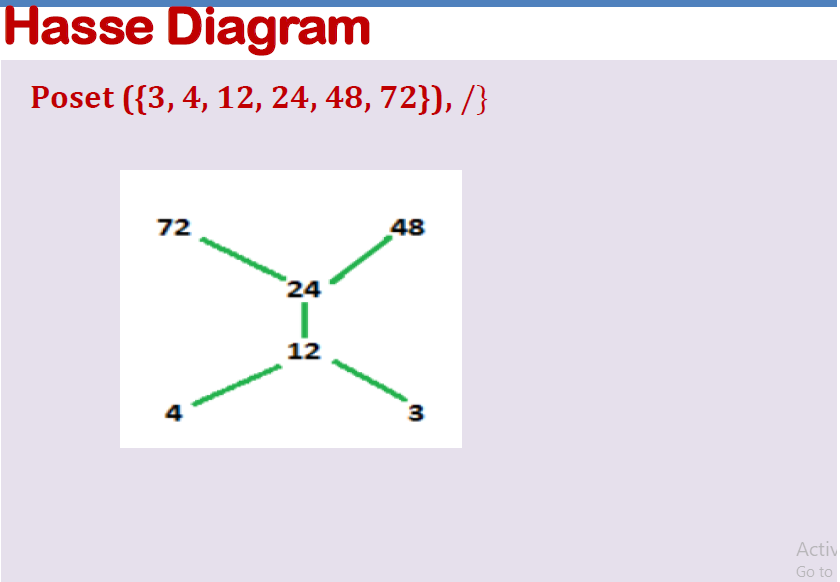 Hasse Diagram
Poset ({3, 4, 12, 24, 48, 72}), /}
72 48
24
12
4 3
Activ
Go to